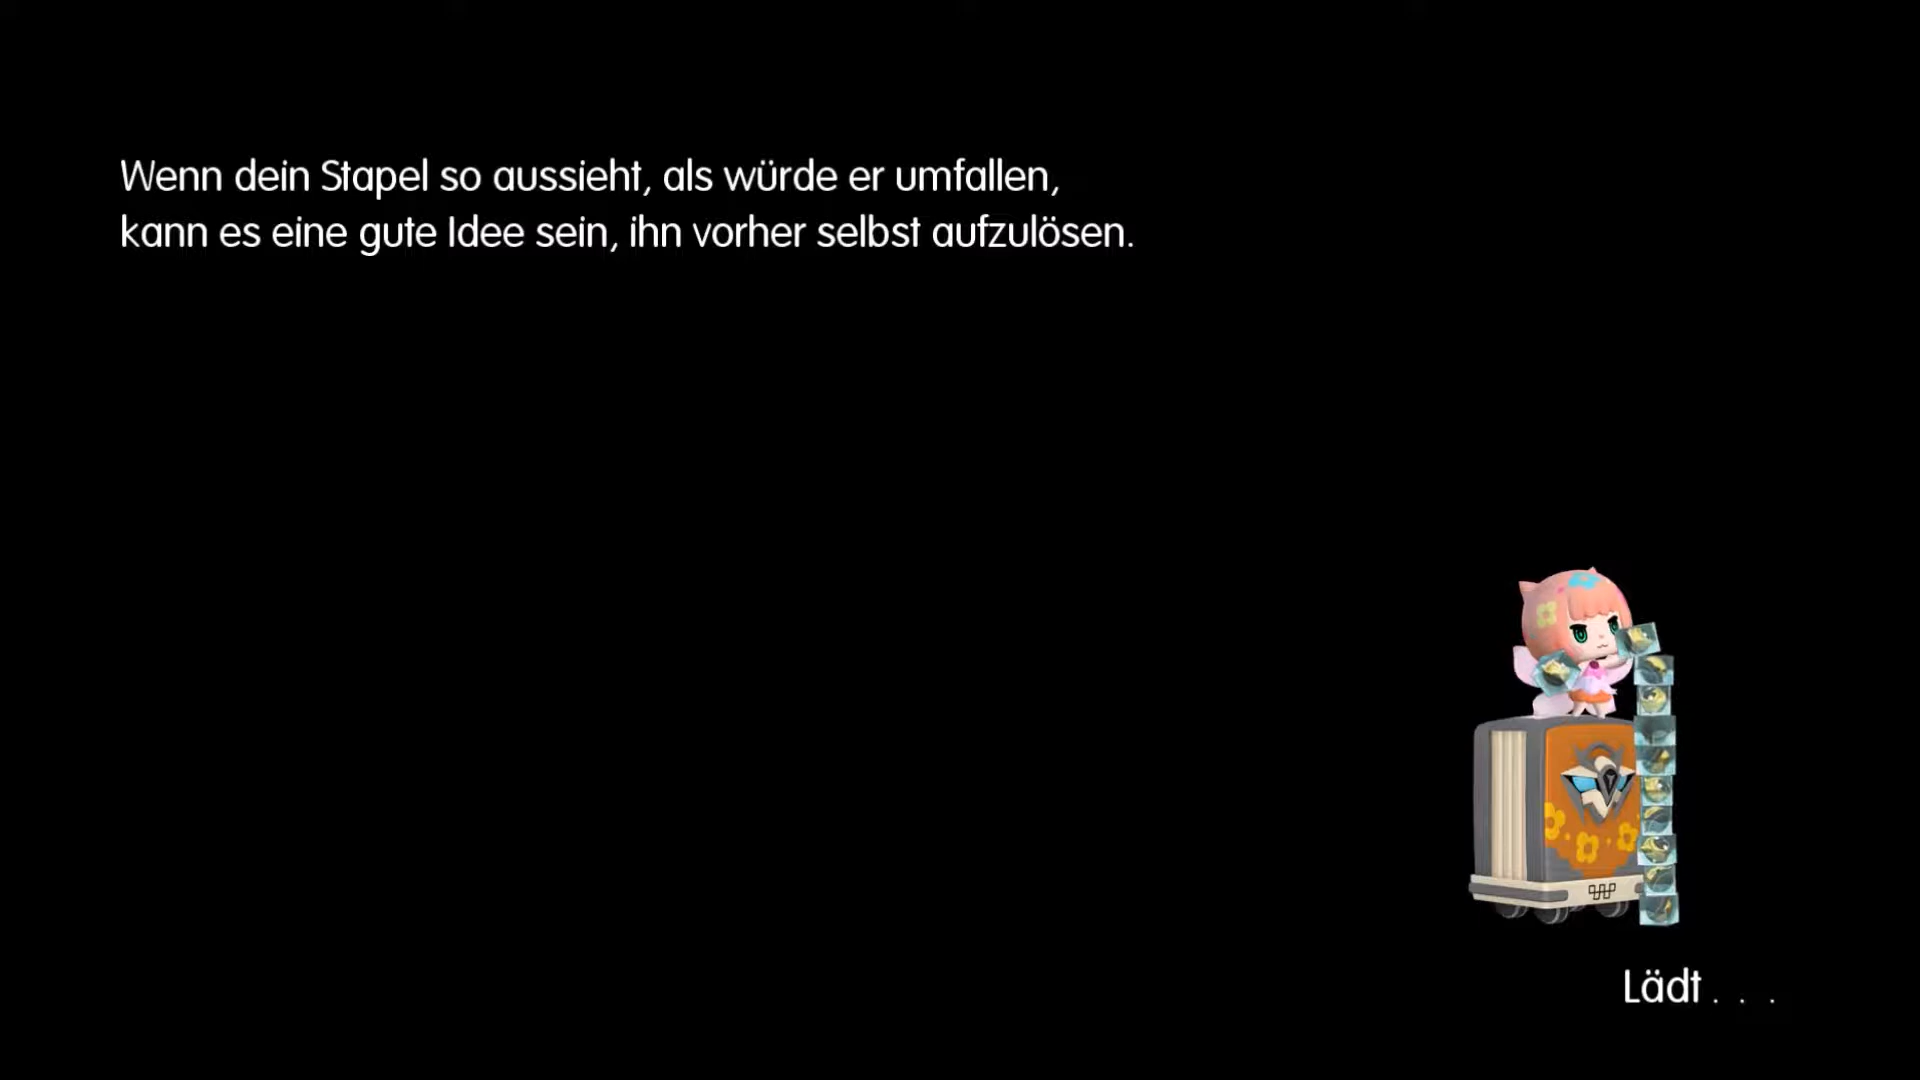 Wenn dein Stapel so aussieht, als würde er umfallen,
kann es eine gute Idee sein, ihn vorher selbst aufzulösen.
Lädt . . .